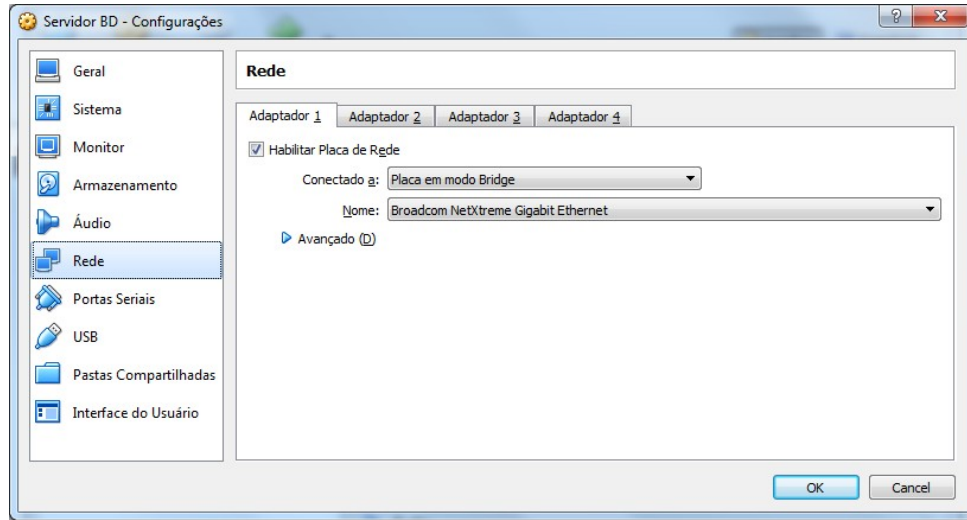 Servidor BD - Configurações
Geral
Sistema
Monitor
Armazenamento
Áudio
Rede
Portas Seriais
USB
Pastas Compartilhadas
Interface do Usuário
Rede
Adaptador 1 Adaptador 2 Adaptador 3 Adaptador 4
Habilitar Placa de Rede
Conectado a: Placa em modo Bridge
Nome: Broadcom NetXtreme Gigabit Ethernet
Avançado (D)
OK Cancel